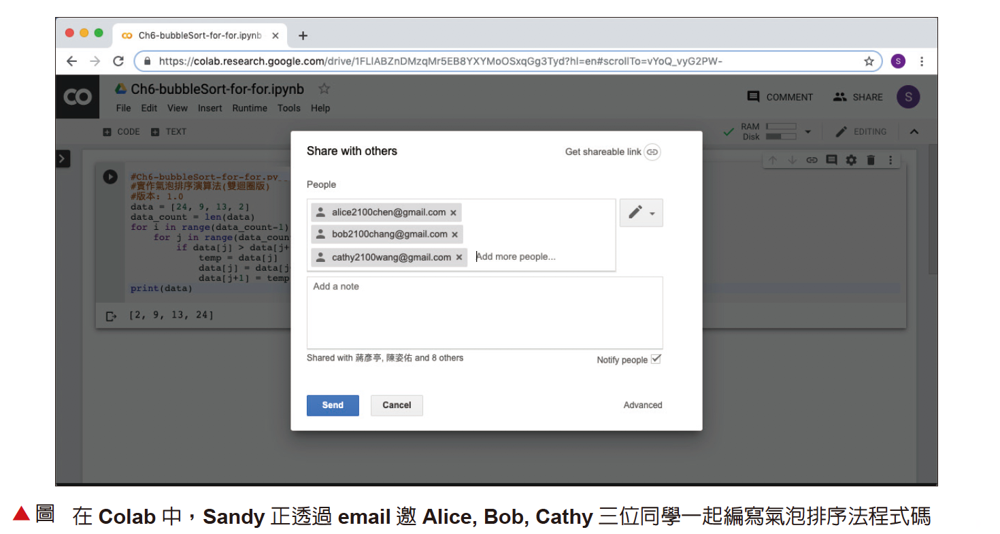 Ch6-bubbleSort-for-for.ipynb
https://colab.research.google.com/drive/1FLlABZnDMzqMr5EB8YXYMoOSxqGg3Tyd?hl=en#scrollTo=vYoQ_vyG2PW-
S
CO
Ch6-bubbleSort-for-for.ipynb
COMMENT SHARE S
File Edit View Insert Runtime Tools Help
CODE TEXT
RAM
Disk
EDITING
#Ch6-bubbleSort-for-for.py
#實作氣泡排序演算法(雙迴圈版)
#版本: 1.0
data = [24, 9, 13, 2]
data_count = len(data)
for i in range(data_count-1)
for j in range(data_coun
if data[j] > data[j+
temp = data[j]
data[j] = data[j
data[j+1] = temp
print(data)
[2, 9, 13, 24]
Share with others
Get shareable link
People
alice2100chen@gmail.com
bob2100chang@gmail.com
cathy2100wang@gmail.com
Add more people...
Add a note
Shared with 蔣彥亭, 陳姿佑 and 8 others
Notify people
Send Cancel Advanced
▲圖 在 Colab 中，Sandy 正透過 email 邀 Alice, Bob, Cathy 三位同學一起編寫氣泡排序法程式碼